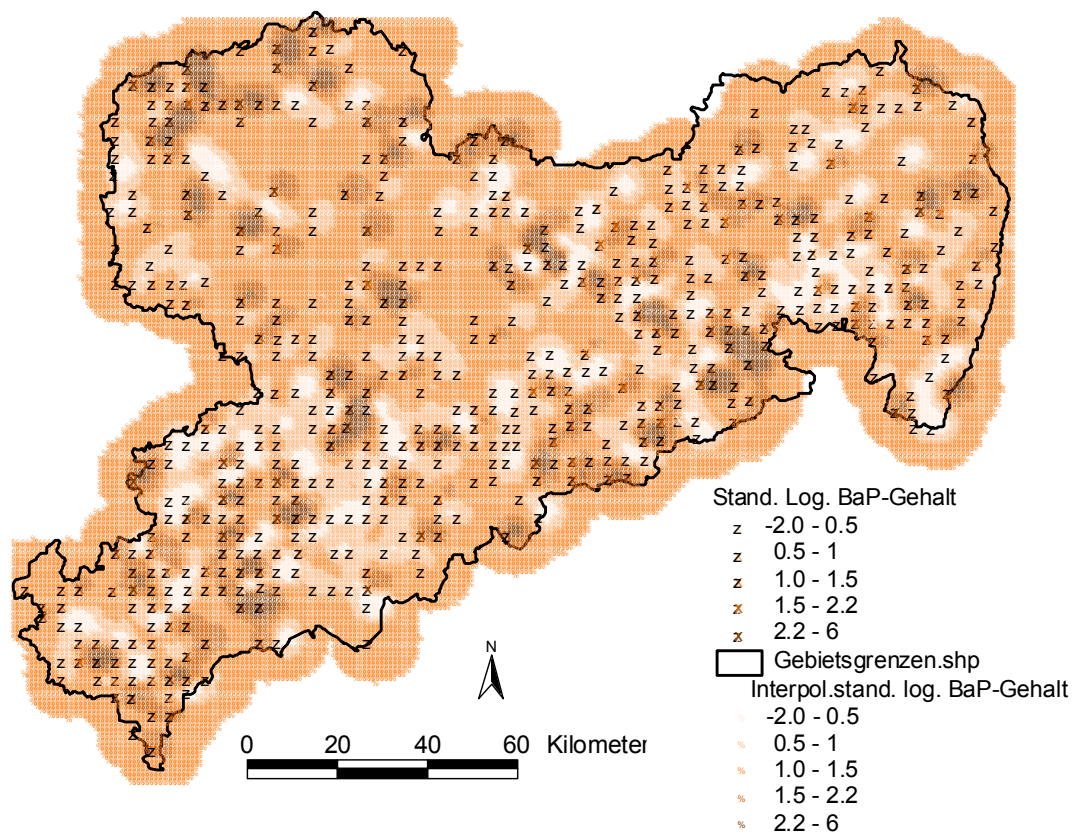 Stand. Log. BaP-Gehalt
z -2.0 - 0.5
z 0.5 - 1
z 1.0 - 1.5
z 1.5 - 2.2
z 2.2 - 6
Gebietsgrenzen.shp
Interpol.stand. log. BaP-Gehalt
% -2.0 - 0.5
% 0.5 - 1
% 1.0 - 1.5
% 1.5 - 2.2
% 2.2 - 6
N
0 20 40 60 Kilometer